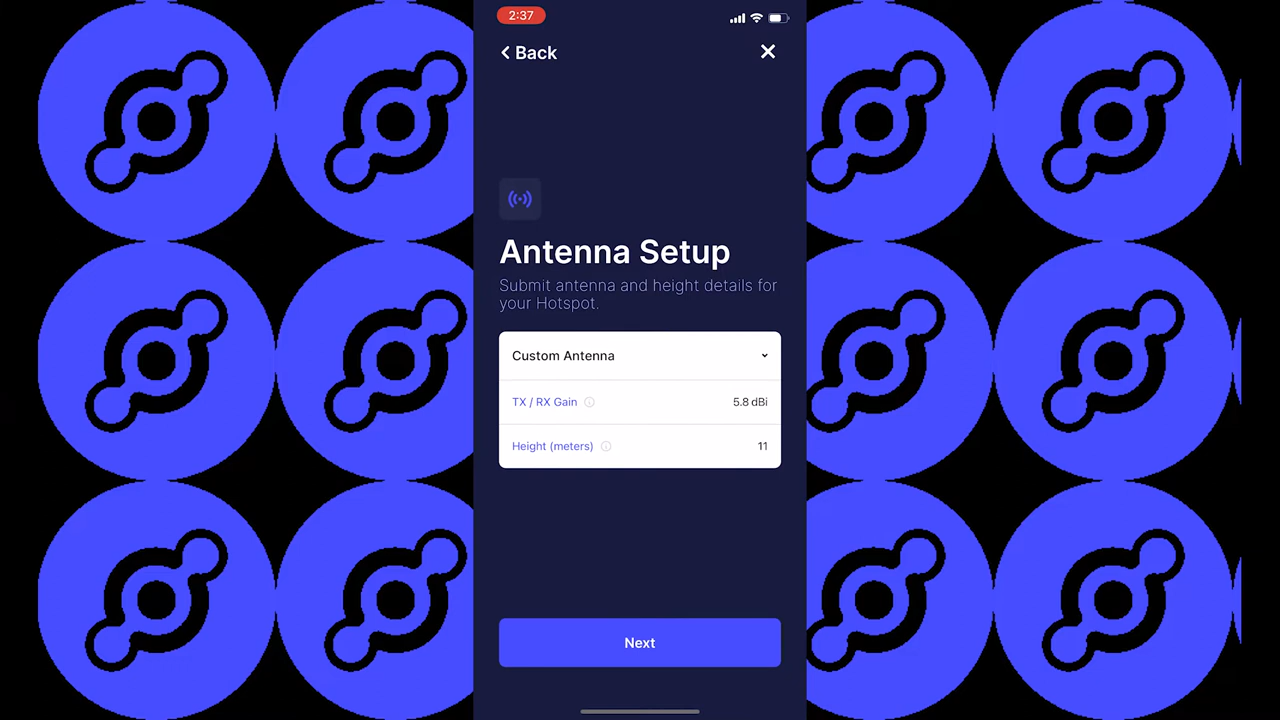 2:37
Back
Antenna Setup
Submit antenna and height details for
your Hotspot.
Custom Antenna
TX / RX Gain 5.8 dBi
Height (meters) 11
Next